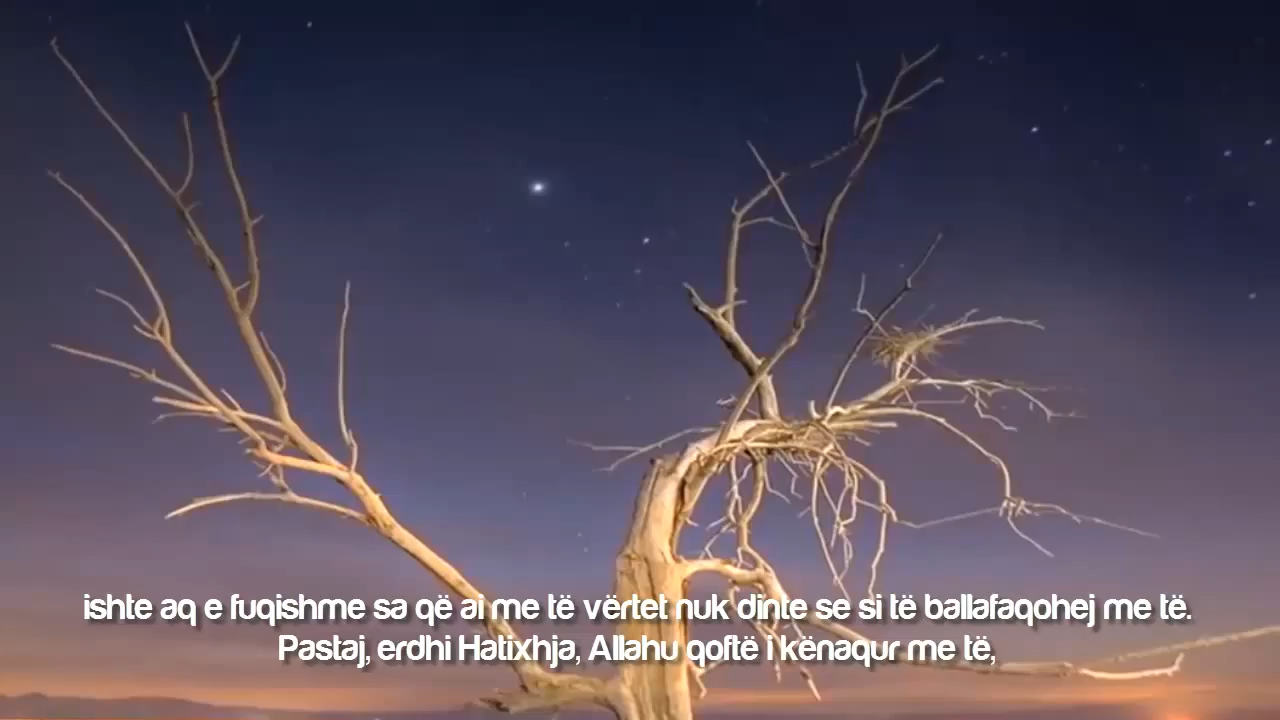 ishte aq e fuqishme sa që ai me të vërtet nuk dinte se si të ballafaqohej me të.
Pastaj, erdhi Hatixhja, Allahu qoftë i kënaqur me të,